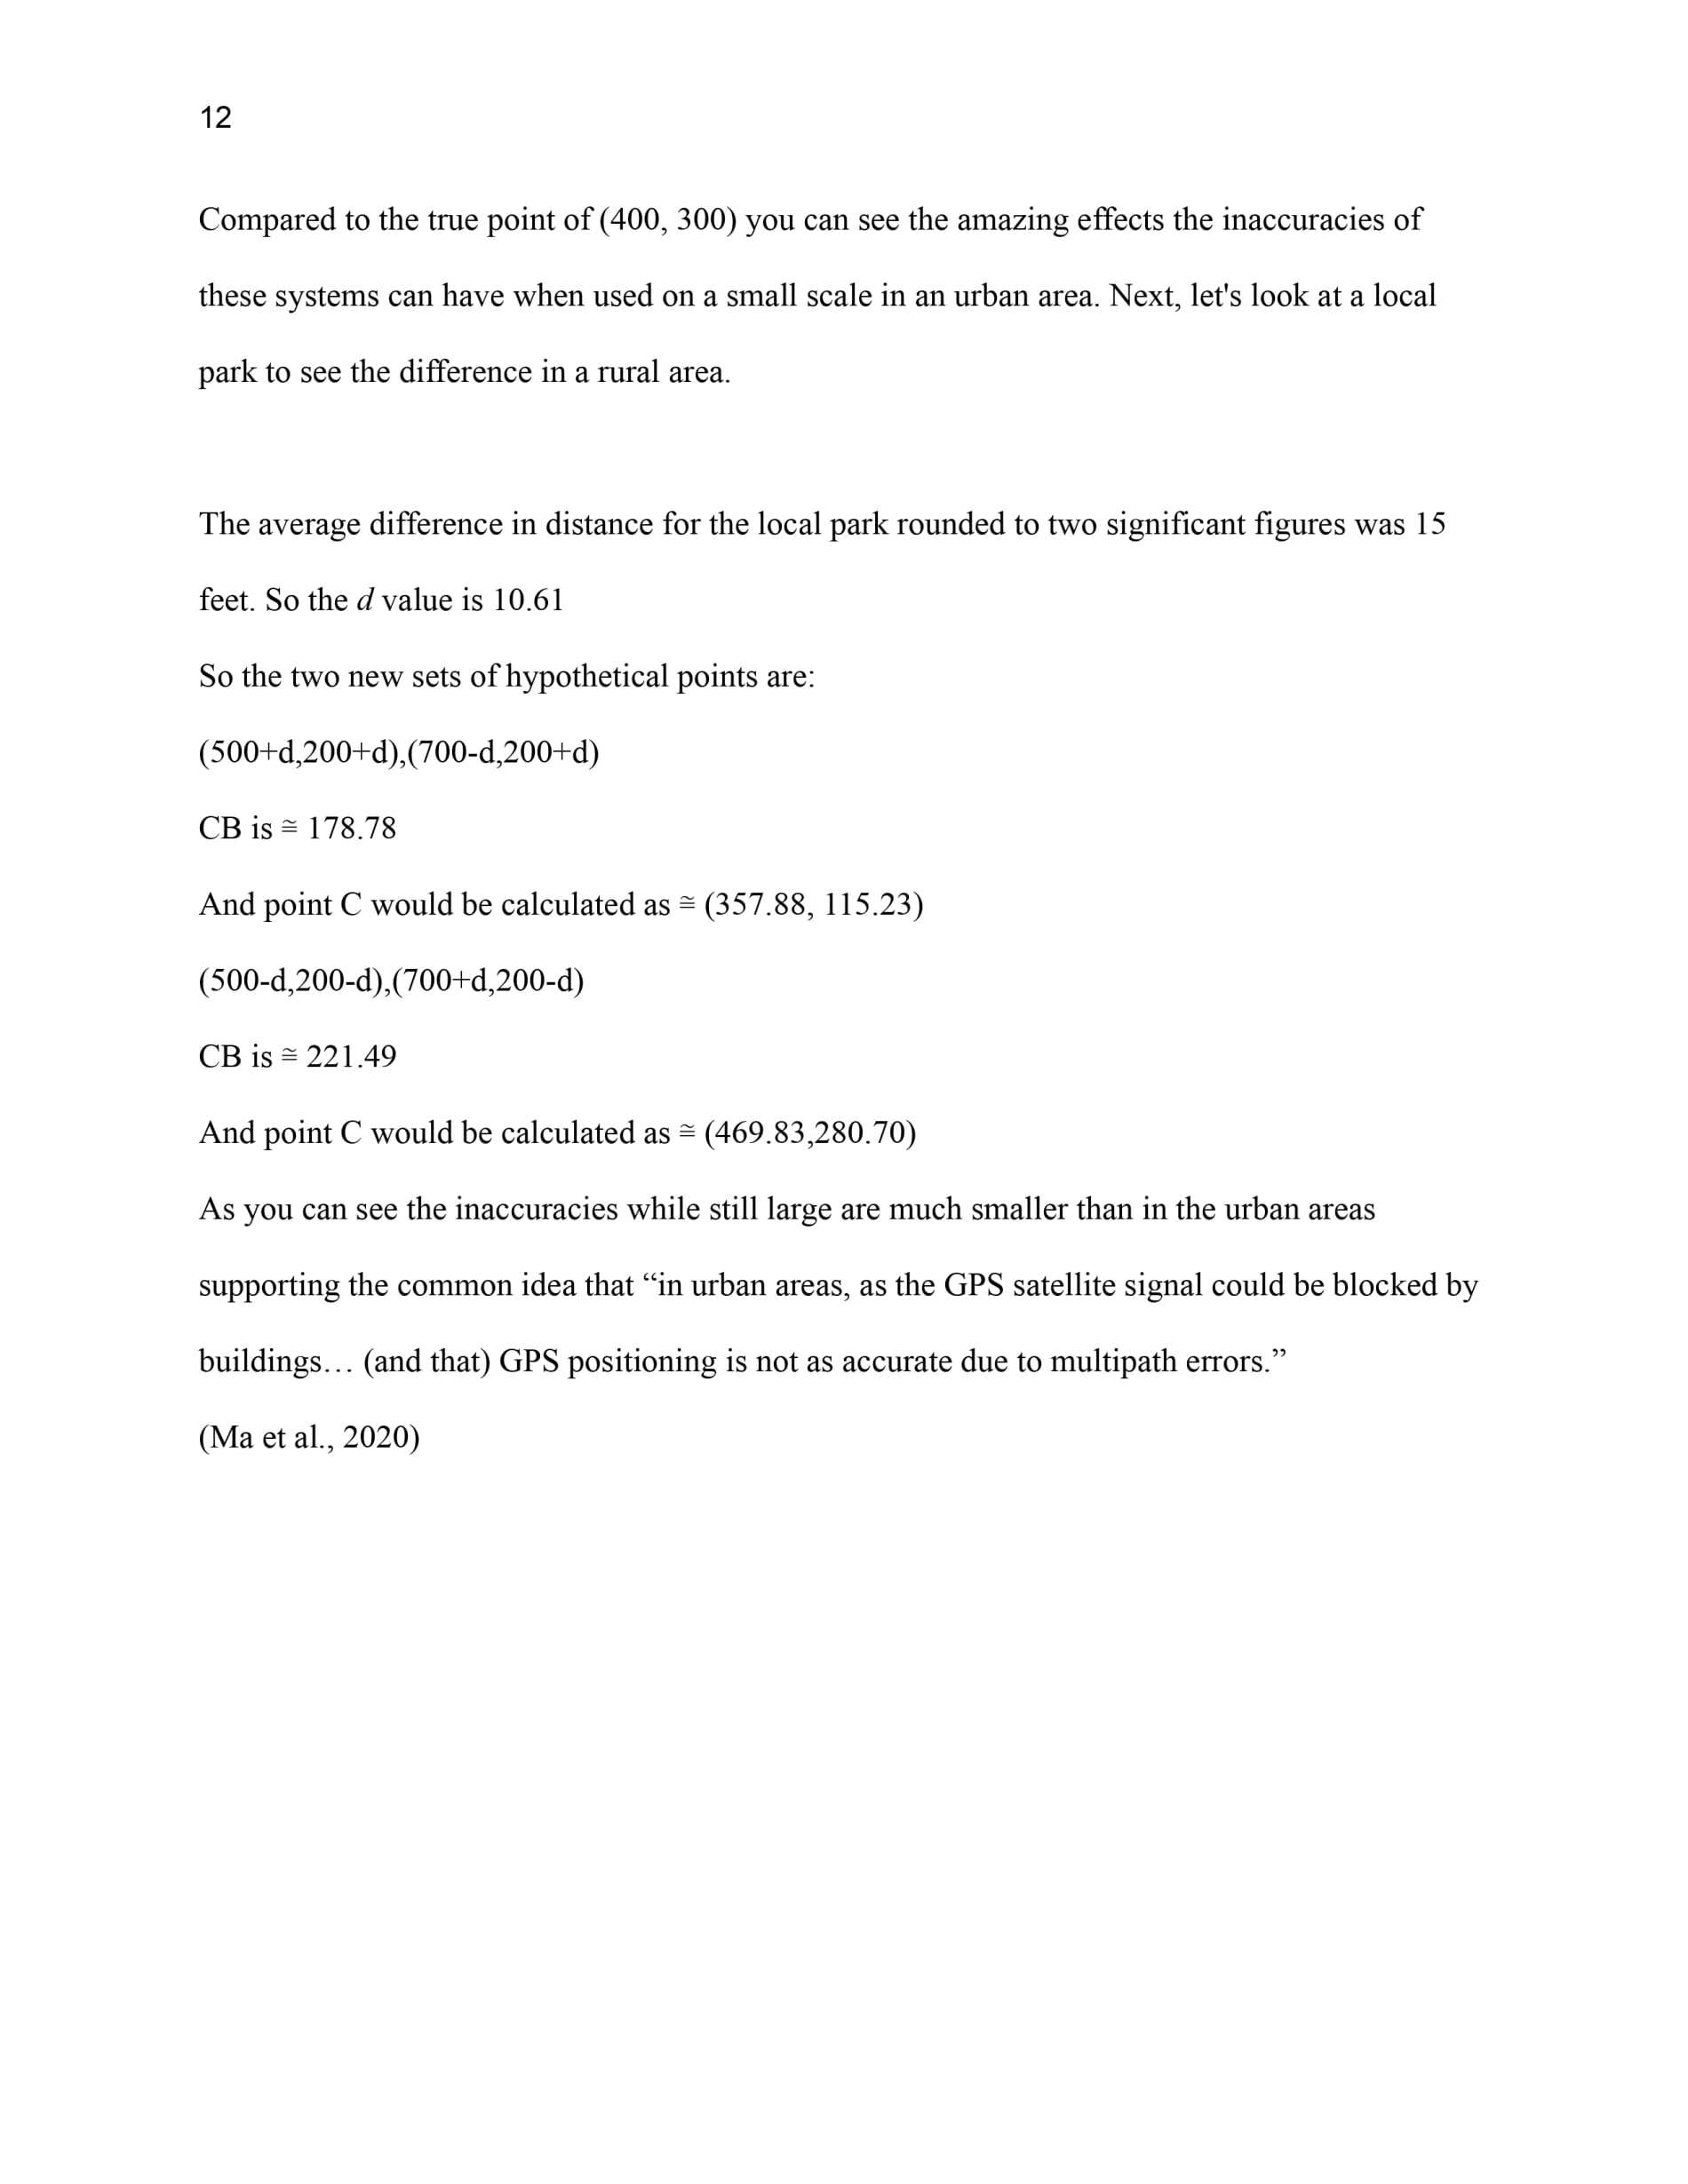 12
Compared to the true point of (400, 300) you can see the amazing effects the inaccuracies of
these systems can have when used on a small scale in an urban area. Next, let's look at a local
park to see the difference in a rural area.
The average difference in distance for the local park rounded to two significant figures was 15
feet. So the d value is 10.61
So the two new sets of hypothetical points are:
(500+d,200+d),(700-d,200+d)
CB is ≅ 178.78
And point C would be calculated as ≅ (357.88, 115.23)
(500-d,200-d),(700+d,200-d)
CB is ≅ 221.49
And point C would be calculated as ≅ (469.83,280.70)
As you can see the inaccuracies while still large are much smaller than in the urban areas
supporting the common idea that “in urban areas, as the GPS satellite signal could be blocked by
buildings… (and that) GPS positioning is not as accurate due to multipath errors.”
(Ma et al., 2020)